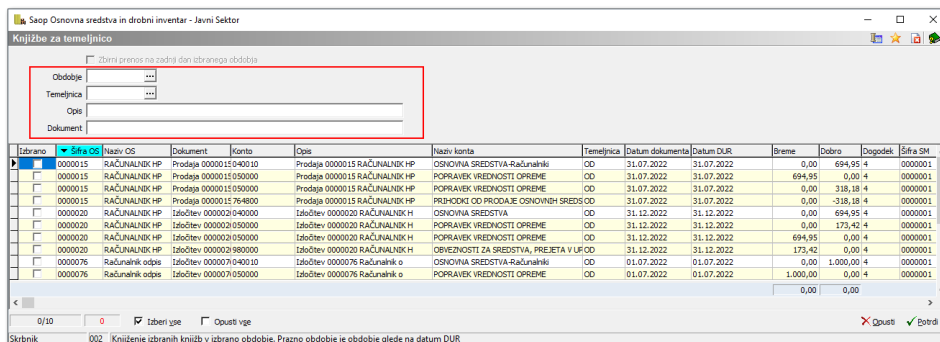 Saop Osnovna sredstva in drobni inventar - Javni Sektor
Knjižbe za temeljnico
Zbirni prenos na zadnji dan izbranega obdobja
Obdobje ...
Temeljnica ...
Opis
Dokument
Izbrano Šifra OS Naziv OS Dokument Konto Opis Naziv konta Temeljnica Datum dokumenta Datum DUR Breme Dobro Dogodek Šifra SM
0000015 RAČUNALNIK HP Prodaja 0000015 040010 Prodaja 0000015 RAČUNALNIK HP OSNOVNA SREDSTVA-Računalniki OD 31.07.2022 31.07.2022 0,00 694,95 4 0000001
0000015 RAČUNALNIK HP Prodaja 0000015 050000 Prodaja 0000015 RAČUNALNIK HP POPRAVEK VREDNOSTI OPREME OD 31.07.2022 31.07.2022 694,95 0,00 4 0000001
0000015 RAČUNALNIK HP Prodaja 0000015 050000 Prodaja 0000015 RAČUNALNIK HP POPRAVEK VREDNOSTI OPREME OD 31.07.2022 31.07.2022 0,00 318,18 4 0000001
0000015 RAČUNALNIK HP Prodaja 0000015 764800 Prodaja 0000015 RAČUNALNIK HP PRIHODKI OD PRODAJE OSNOVNIH SREDS OD 31.07.2022 31.07.2022 0,00 -318,18 4 0000001
0000020 RAČUNALNIK HP Izločitev 0000020 040000 Izločitev 0000020 RAČUNALNIK H OSNOVNA SREDSTVA OD 31.12.2022 31.12.2022 0,00 694,95 4 0000001
0000020 RAČUNALNIK HP Izločitev 0000020 050000 Izločitev 0000020 RAČUNALNIK H POPRAVEK VREDNOSTI OPREME OD 31.12.2022 31.12.2022 0,00 173,42 4 0000001
0000020 RAČUNALNIK HP Izločitev 0000020 050000 Izločitev 0000020 RAČUNALNIK H POPRAVEK VREDNOSTI OPREME OD 31.12.2022 31.12.2022 694,95 0,00 4 0000001
0000020 RAČUNALNIK HP Izločitev 0000020 980000 Izločitev 0000020 RAČUNALNIK H OBVEZNOSTI ZA SREDSTVA, PREJETA V UP OD 31.12.2022 31.12.2022 173,42 0,00 4 0000001
0000076 Računalnik odpis Izločitev 0000076 040010 Izločitev 0000076 Računalnik o OSNOVNA SREDSTVA-Računalniki OD 01.07.2022 01.07.2022 0,00 1.000,00 4 0000001
0000076 Računalnik odpis Izločitev 0000076 050000 Izločitev 0000076 Računalnik o POPRAVEK VREDNOSTI OPREME OD 01.07.2022 01.07.2022 1.000,00 0,00 4 0000001
0,00 0,00
0/10 0 Izberi vse Opusti vse Opusti Potrdi
Skrbnik 002 Knjiženje izbranih knjižb v izbrano obdobje. Prazno obdobje je obdobje glede na datum DUR